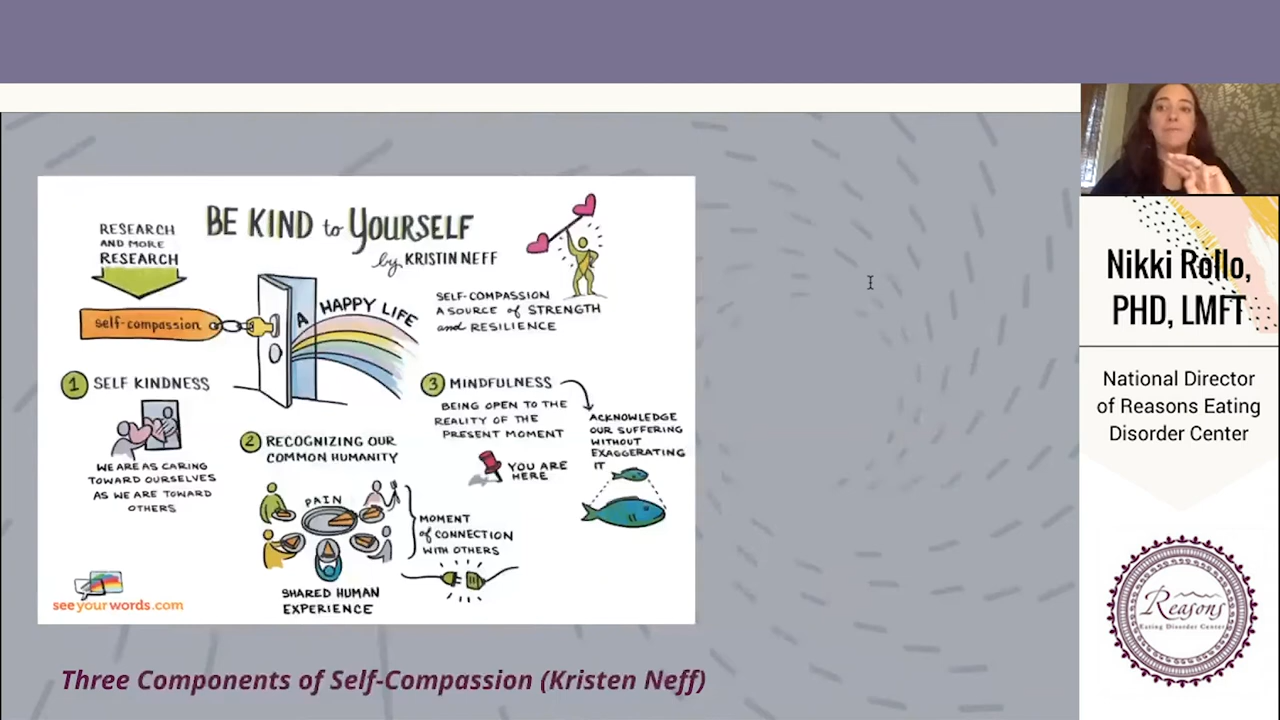 BE KIND to YOURSELF
by KRISTIN NEFF
RESEARCH
AND MORE
RESEARCH
self-compassion
A HAPPY LIFE
SELF-COMPASSION
A SOURCE of STRENGTH
and RESILIENCE
1 SELF KINDNESS
WE ARE AS CARING
TOWARD OURSELVES
AS WE ARE TOWARD
OTHERS
2 RECOGNIZING OUR
COMMON HUMANITY
PAIN
MOMENT
of CONNECTION
WITH OTHERS
SHARED HUMAN
EXPERIENCE
3 MINDFULNESS
BEING OPEN TO THE
REALITY OF THE
PRESENT MOMENT
YOU ARE
HERE
ACKNOWLEDGE
OUR SUFFERING
WITHOUT
EXAGGERATING
IT
seeyourwords.com
Three Components of Self-Compassion (Kristen Neff)
Nikki Rollo,
PHD, LMFT
National Director
of Reasons Eating
Disorder Center
Reasons
Eating Disorder Center